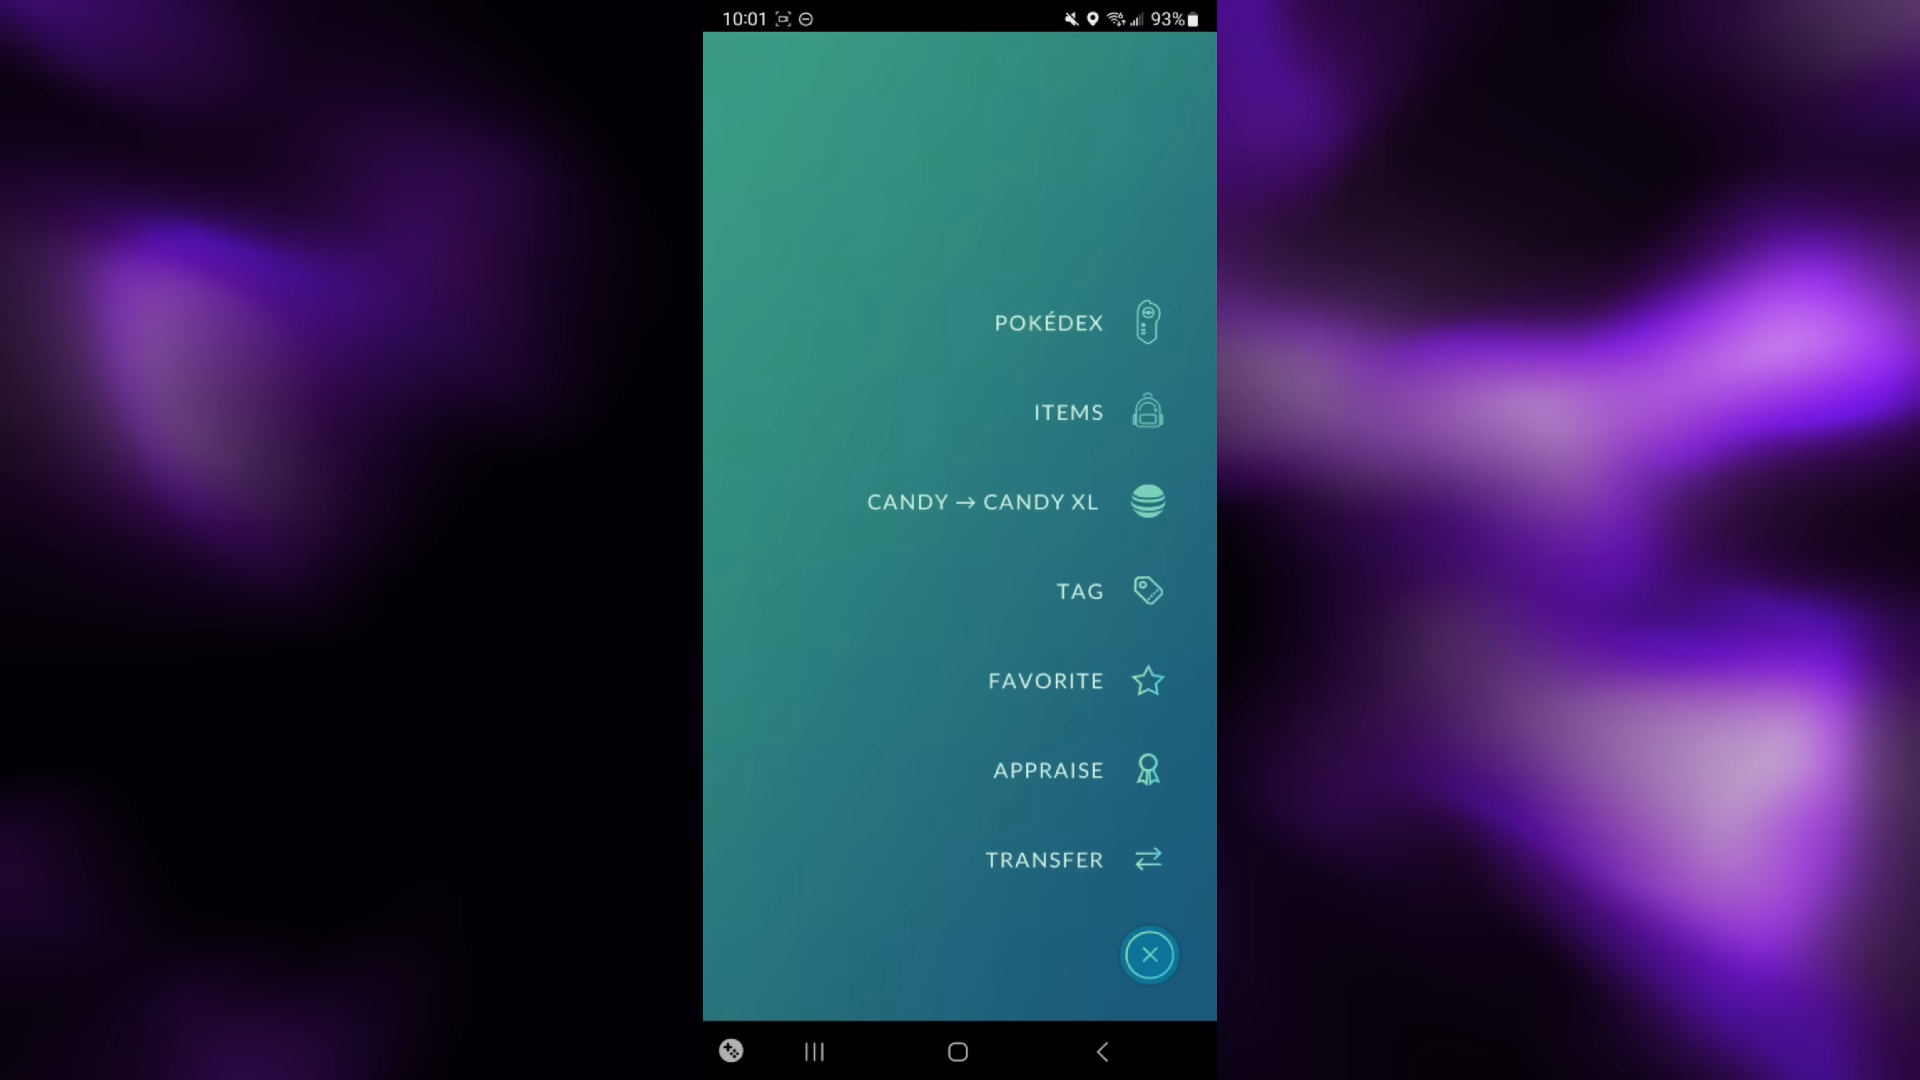 10:01
93%
POKÉDEX
ITEMS
CANDY → CANDY XL
TAG
FAVORITE
APPRAISE
TRANSFER